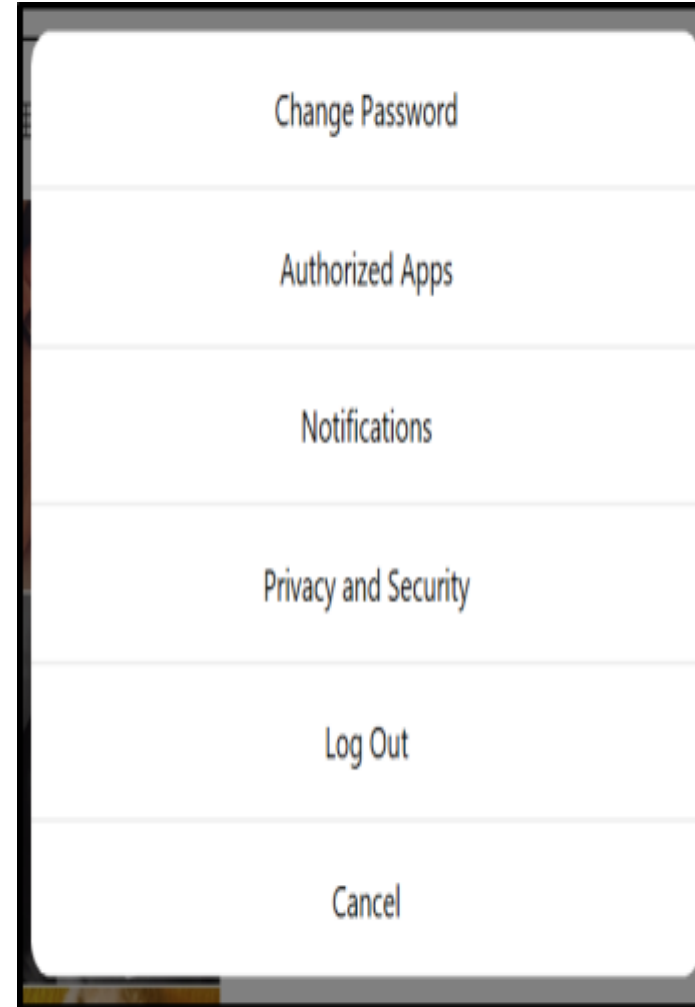 Change Password
Authorized Apps
Notifications
Privacy and Security
Log Out
Cancel